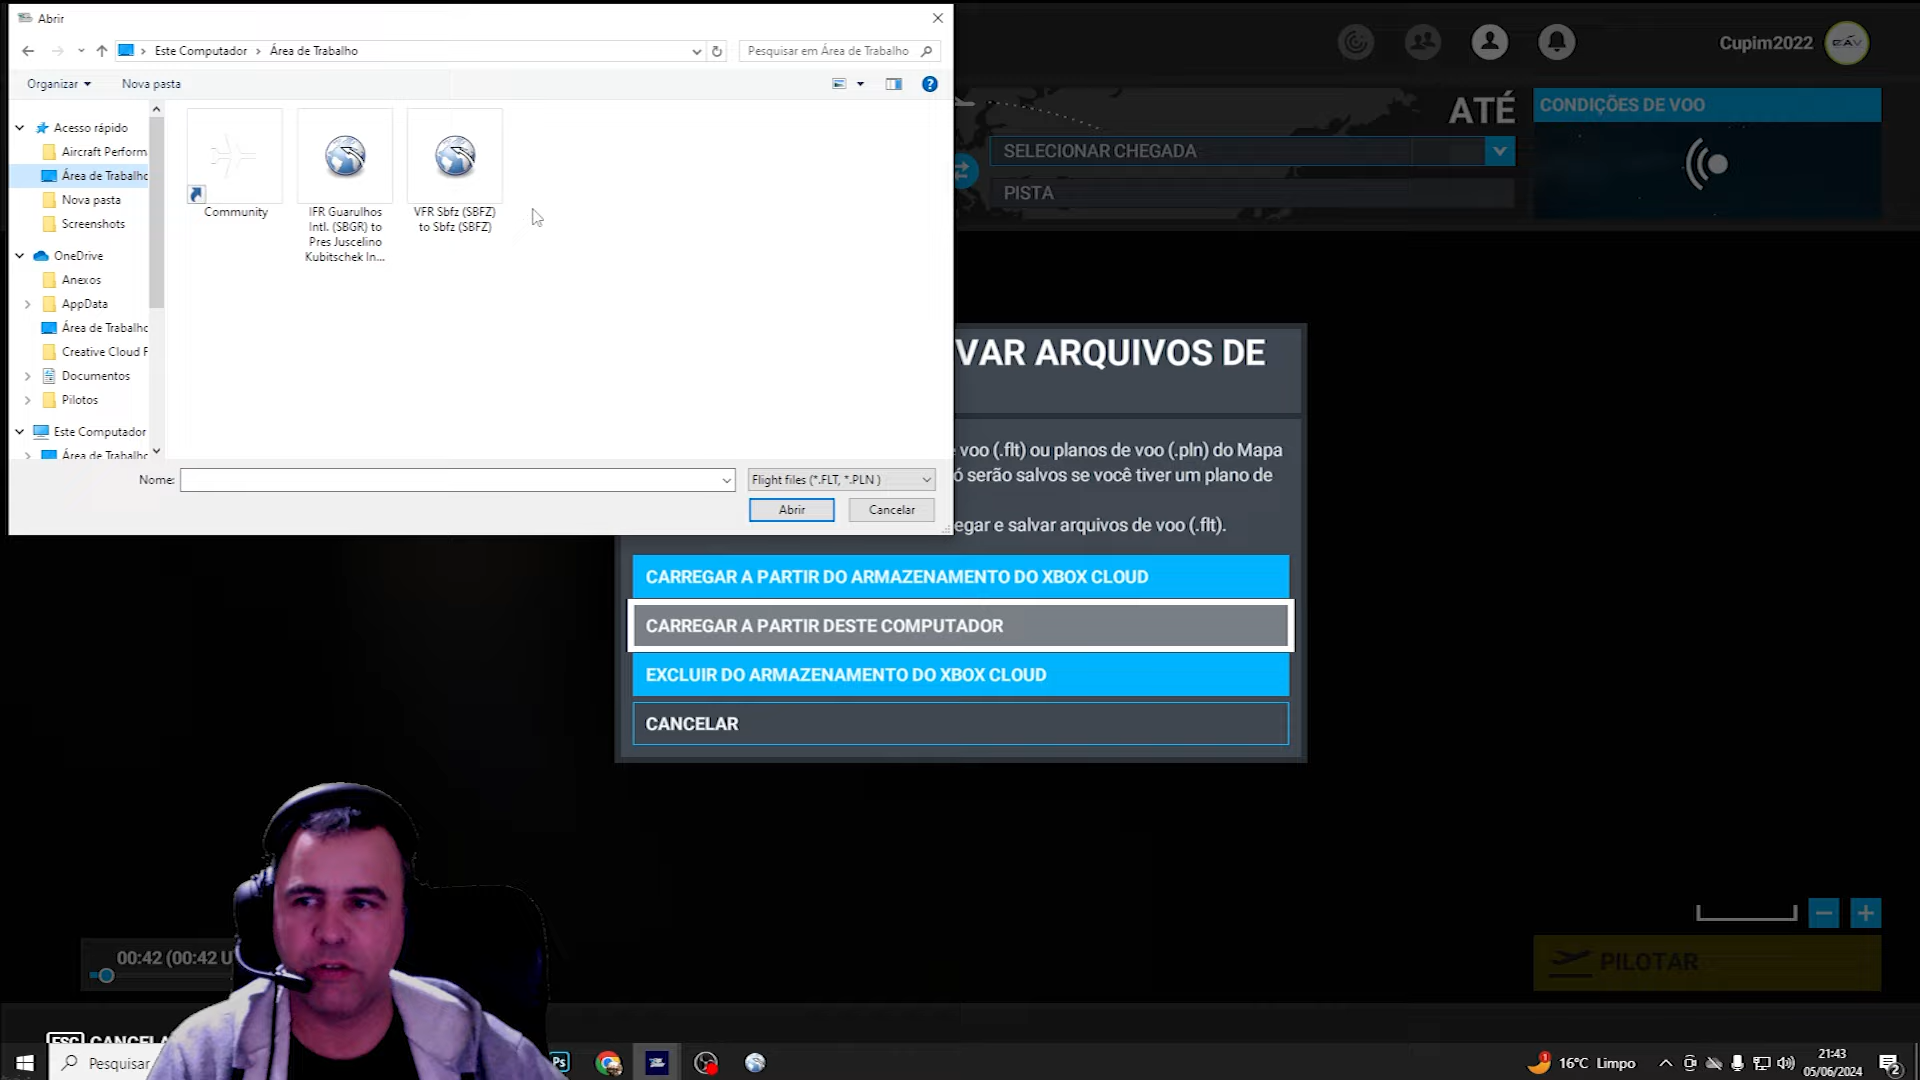 Abrir
Este Computador
Área de Trabalho
Pesquisar em Área de Trabalho
Organizar
Nova pasta
Acesso rápido
Aircraft Perform
Área de Trabalho
Nova pasta
Screenshots
OneDrive
Anexos
AppData
Área de Trabalho
Creative Cloud F
Documentos
Pilotos
Este Computador
Área de Trabalho
Community
IFR Guarulhos
Intl. (SBGR) to
Pres Juscelino
Kubitschek In...
VFR Sbfz (SBFZ)
to Sbfz (SBFZ)
Nome:
Flight files (*.FLT, *.PLN )
Abrir
Cancelar
Cupim2022
ATÉ
SELECIONAR CHEGADA
PISTA
CONDIÇÕES DE VOO
VAR ARQUIVOS DE
voo (.flt) ou planos de voo (.pln) do Mapa
ó serão salvos se você tiver um plano de
egar e salvar arquivos de voo (.flt).
CARREGAR A PARTIR DO ARMAZENAMENTO DO XBOX CLOUD
CARREGAR A PARTIR DESTE COMPUTADOR
EXCLUIR DO ARMAZENAMENTO DO XBOX CLOUD
CANCELAR
00:42 (00:42 U
PILOTAR
ESC CANCELA
Pesquisar
Ps
16°C Limpo
21:43
05/06/2024
2